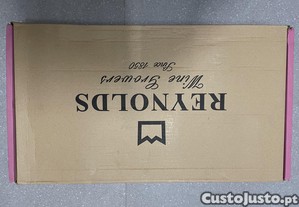 REYNOLDS
Wine Growers
Since 1850
CustoJusto.pt